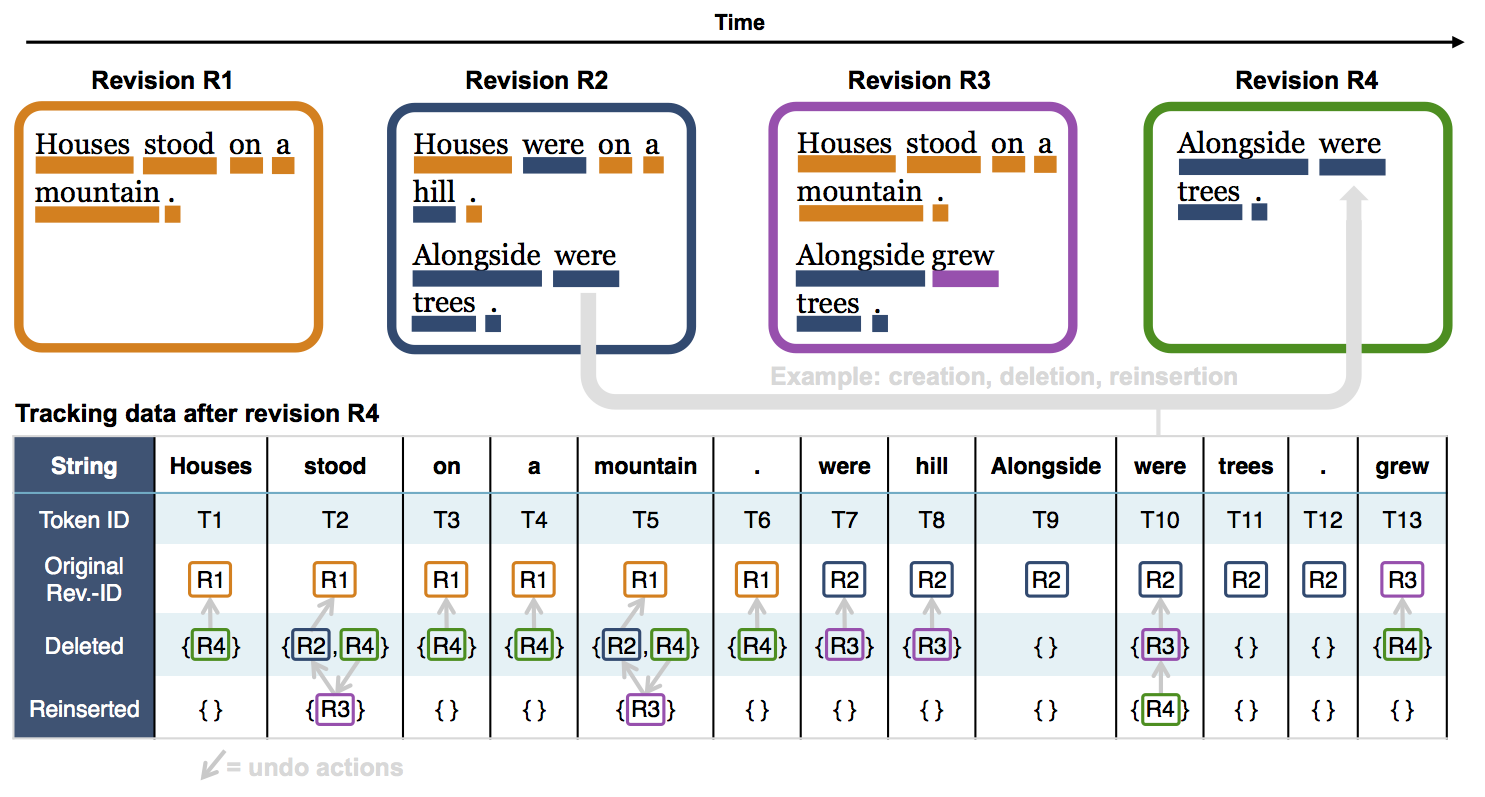 Time
Revision R1 Revision R2 Revision R3 Revision R4
Houses stood on a
mountain .
Houses were on a
hill .
Alongside were
trees .
Houses stood on a
mountain .
Alongside grew
trees .
Alongside were
trees .
Example: creation, deletion, reinsertion
Tracking data after revision R4
String Houses stood on a mountain . were hill Alongside were trees . grew
Token ID T1 T2 T3 T4 T5 T6 T7 T8 T9 T10 T11 T12 T13
Original
Rev.-ID R1 R1 R1 R1 R1 R1 R2 R2 R2 R2 R2 R2 R3
Deleted {R4} {R2,R4} {R4} {R4} {R2,R4} {R4} {R3} {R3} { } {R3} { } { } {R4}
Reinserted { } {R3} { } { } {R3} { } { } { } { } {R4} { } { } { }
= undo actions